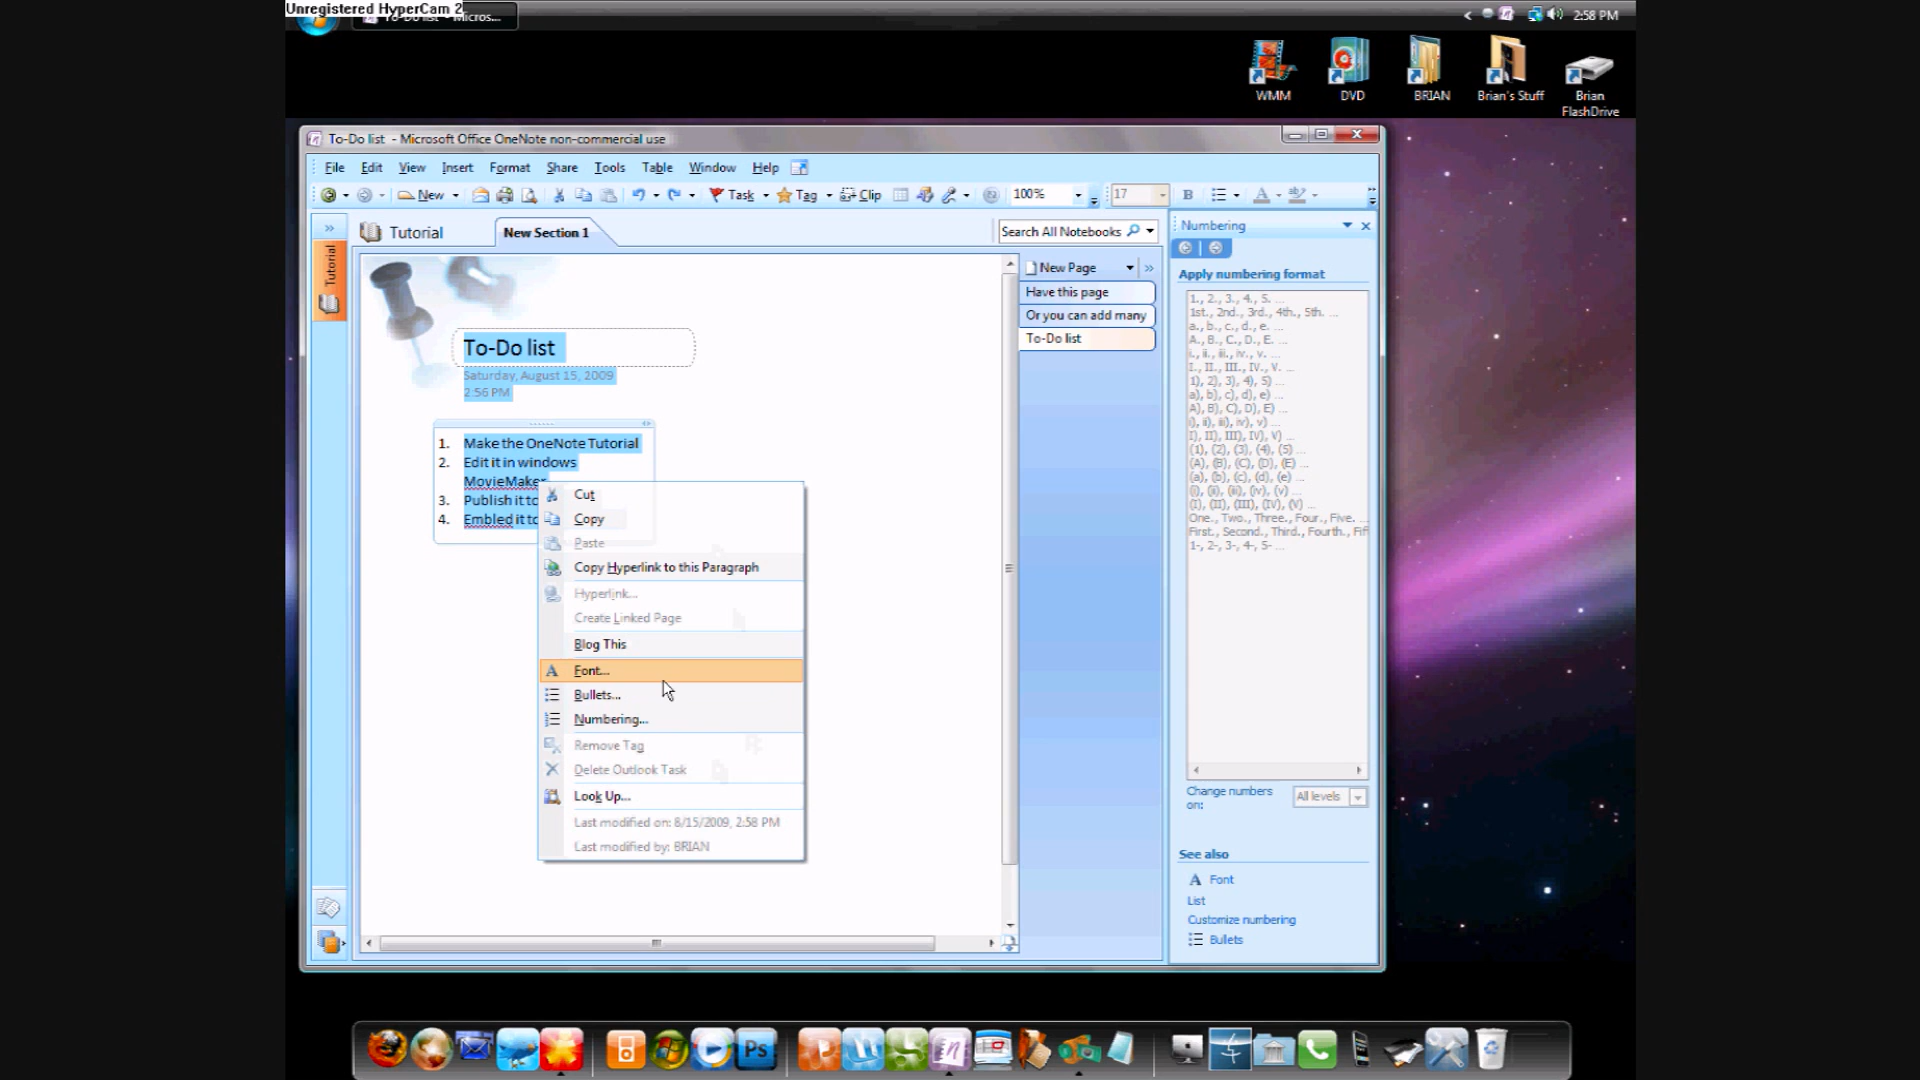 Unregistered HyperCam 2
To-Do list - Micros...
2:58 PM
WMM
DVD
BRIAN
Brian's Stuff
Brian
FlashDrive
To-Do list - Microsoft Office OneNote non-commercial use
File Edit View Insert Format Share Tools Table Window Help
New Task Tag Clip 100% 17 B
Tutorial
New Section 1
Search All Notebooks
Tutorial
New Page
Have this page
Or you can add many
To-Do list
To-Do list
Saturday, August 15, 2009
2:56 PM
1. Make the OneNote Tutorial
2. Edit it in windows
MovieMaker
3. Publish it to
4. Embled it to
Cut
Copy
Paste
Copy Hyperlink to this Paragraph
Hyperlink...
Create Linked Page
Blog This
Font...
Bullets...
Numbering...
Remove Tag
Delete Outlook Task
Look Up...
Last modified on: 8/15/2009, 2:58 PM
Last modified by: BRIAN
Numbering
Apply numbering format
1., 2., 3., 4., 5. ...
1st., 2nd., 3rd., 4th., 5th. ...
a., b., c., d., e. ...
A., B., C., D., E. ...
i., ii., iii., iv., v. ...
I., II., III., IV., V. ...
1), 2), 3), 4), 5) ...
a), b), c), d), e) ...
A), B), C), D), E) ...
i), ii), iii), iv), v) ...
I), II), III), IV), V) ...
(1), (2), (3), (4), (5) ...
(A), (B), (C), (D), (E) ...
(a), (b), (c), (d), (e) ...
(i), (ii), (iii), (iv), (v) ...
(I), (II), (III), (IV), (V) ...
One., Two., Three., Four., Five. ...
First., Second., Third., Fourth., Fif
1-, 2-, 3-, 4-, 5- ...
Change numbers
on:
All levels
See also
Font
List
Customize numbering
Bullets
Ps